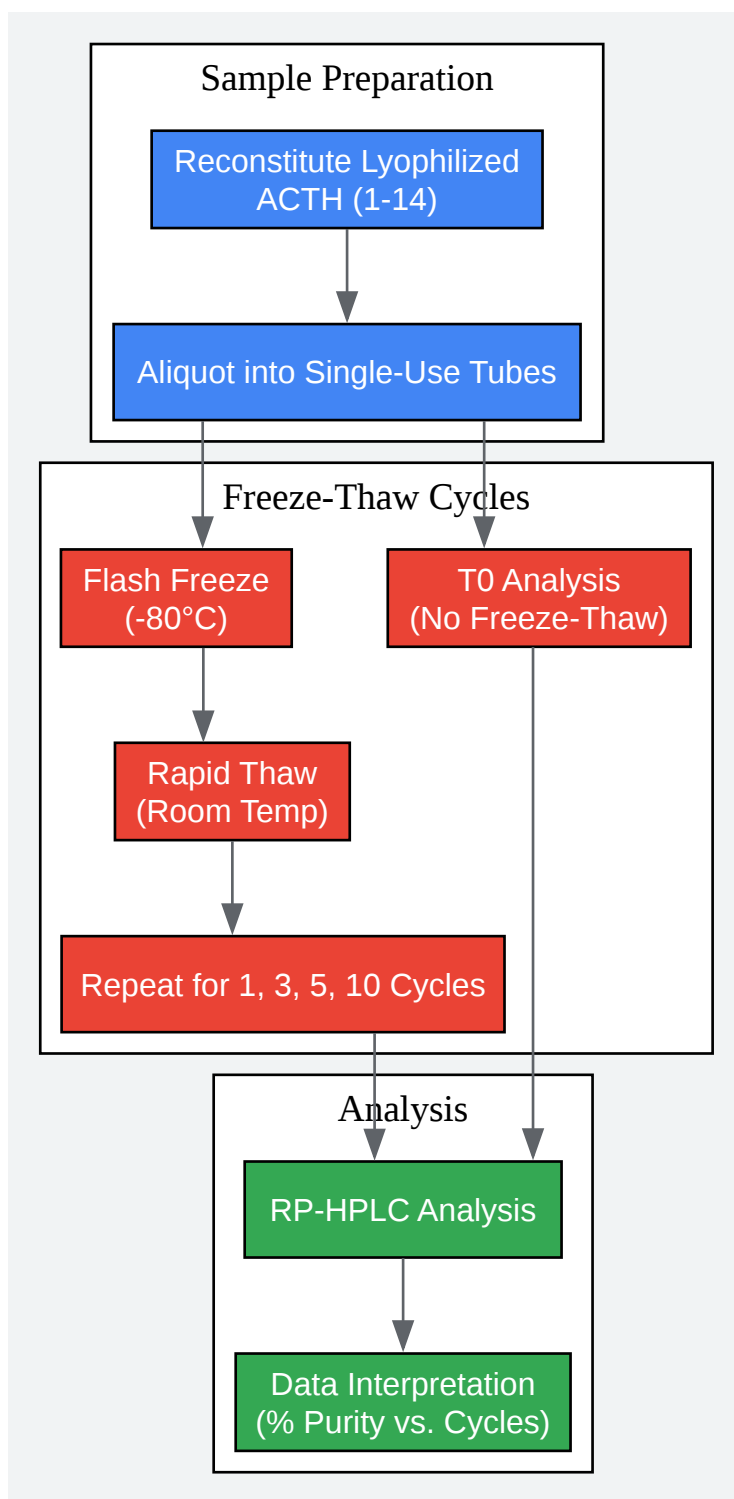 Sample Preparation
Reconstitute Lyophilized
ACTH (1-14)
Aliquot into Single-Use Tubes
Freeze-Thaw Cycles
Flash Freeze
(-80°C)
T0 Analysis
(No Freeze-Thaw)
Rapid Thaw
(Room Temp)
Repeat for 1, 3, 5, 10 Cycles
Analysis
RP-HPLC Analysis
Data Interpretation
(% Purity vs. Cycles)